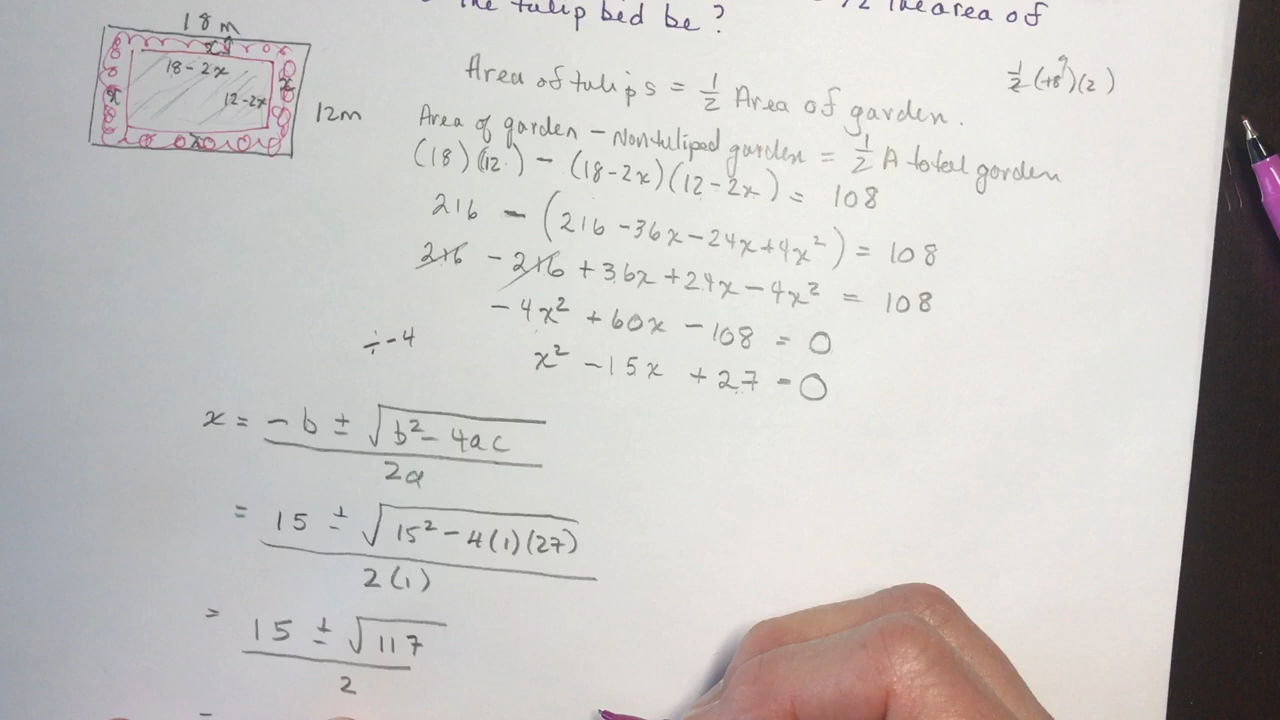 the tulip bed be? 1/2 the area of
18m
x
18-2x
x
12-2x
x
12m
x
1/2 (18)(2)
9
Area of tulips = 1/2 Area of garden.
Area of garden - Nontuliped garden = 1/2 A total garden
(18)(12) - (18-2x)(12-2x) = 108
216 - (216 -36x -24x +4x²) = 108
216 - 216 + 36x + 24x - 4x² = 108
-4x² + 60x - 108 = 0
÷-4
x² - 15x + 27 = 0
x = -b ± √b² - 4ac
2a
= 15 ± √15² - 4(1)(27)
2(1)
= 15 ± √117
2
=